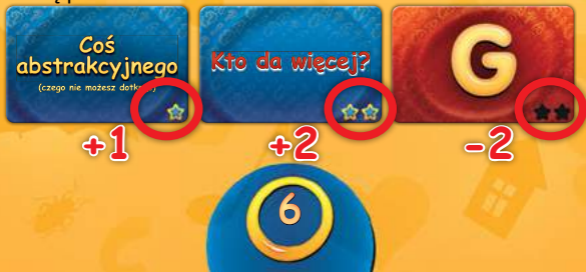 Coś
abstrakcyjnego
(czego nie możesz dotknąć)
Kto da więcej?
G
+1
+2
-2
6